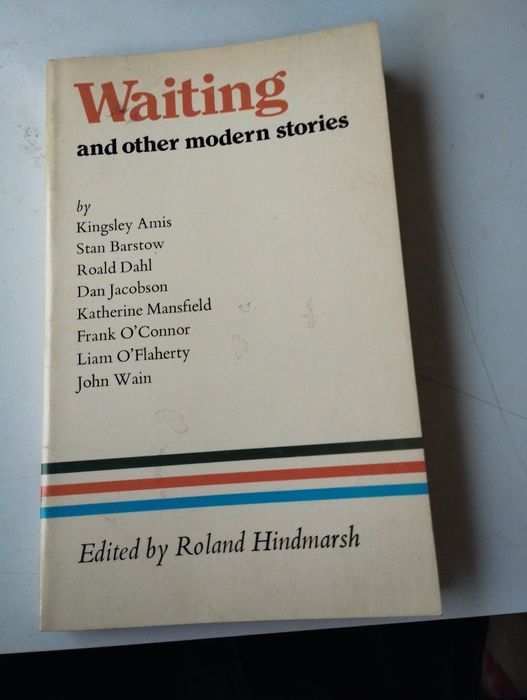 Waiting
and other modern stories
by
Kingsley Amis
Stan Barstow
Roald Dahl
Dan Jacobson
Katherine Mansfield
Frank O'Connor
Liam O'Flaherty
John Wain
Edited by Roland Hindmarsh